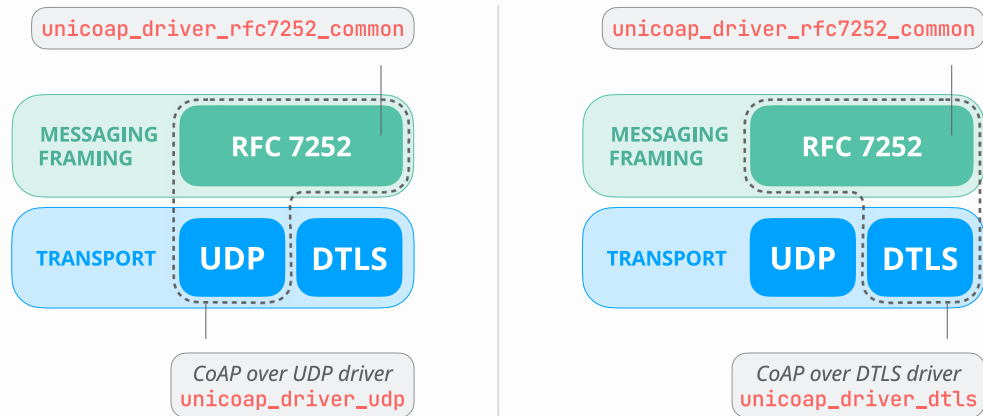 unicoap_driver_rfc7252_common
MESSAGING
FRAMING
RFC 7252
TRANSPORT
UDP
DTLS
CoAP over UDP driver
unicoap_driver_udp
unicoap_driver_rfc7252_common
MESSAGING
FRAMING
RFC 7252
TRANSPORT
UDP
DTLS
CoAP over DTLS driver
unicoap_driver_dtls